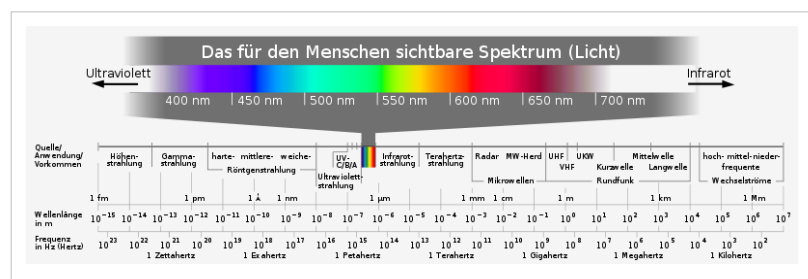 Das für den Menschen sichtbare Spektrum (Licht)
Ultraviolett
Infrarot
400 nm 450 nm 500 nm 550 nm 600 nm 650 nm 700 nm
Quelle/
Anwendung/
Vorkommen
Höhen-
strahlung
Gamma-
strahlung
harte- mittlere- weiche-
Röntgenstrahlung
UV-
C/B/A
Ultraviolett-
strahlung
Infrarot-
strahlung
Terahertz-
strahlung
Radar MW-Herd
Mikrowellen
UHF UKW Mittelwelle
VHF Kurzwelle Langwelle
Rundfunk
hoch- mittel- nieder-
frequente
Wechselströme
1 fm 1 pm 1 Å 1 nm 1 µm 1 mm 1 cm 1 m 1 km 1 Mm
Wellenlänge
in m
10⁻¹⁵ 10⁻¹⁴ 10⁻¹³ 10⁻¹² 10⁻¹¹ 10⁻¹⁰ 10⁻⁹ 10⁻⁸ 10⁻⁷ 10⁻⁶ 10⁻⁵ 10⁻⁴ 10⁻³ 10⁻² 10⁻¹ 10⁰ 10¹ 10² 10³ 10⁴ 10⁵ 10⁶ 10⁷
Frequenz
in Hz (Hertz)
10²³ 10²² 10²¹ 10²⁰ 10¹⁹ 10¹⁸ 10¹⁷ 10¹⁶ 10¹⁵ 10¹⁴ 10¹³ 10¹² 10¹¹ 10¹⁰ 10⁹ 10⁸ 10⁷ 10⁶ 10⁵ 10⁴ 10³ 10²
1 Zettahertz 1 Exahertz 1 Petahertz 1 Terahertz 1 Gigahertz 1 Megahertz 1 Kilohertz